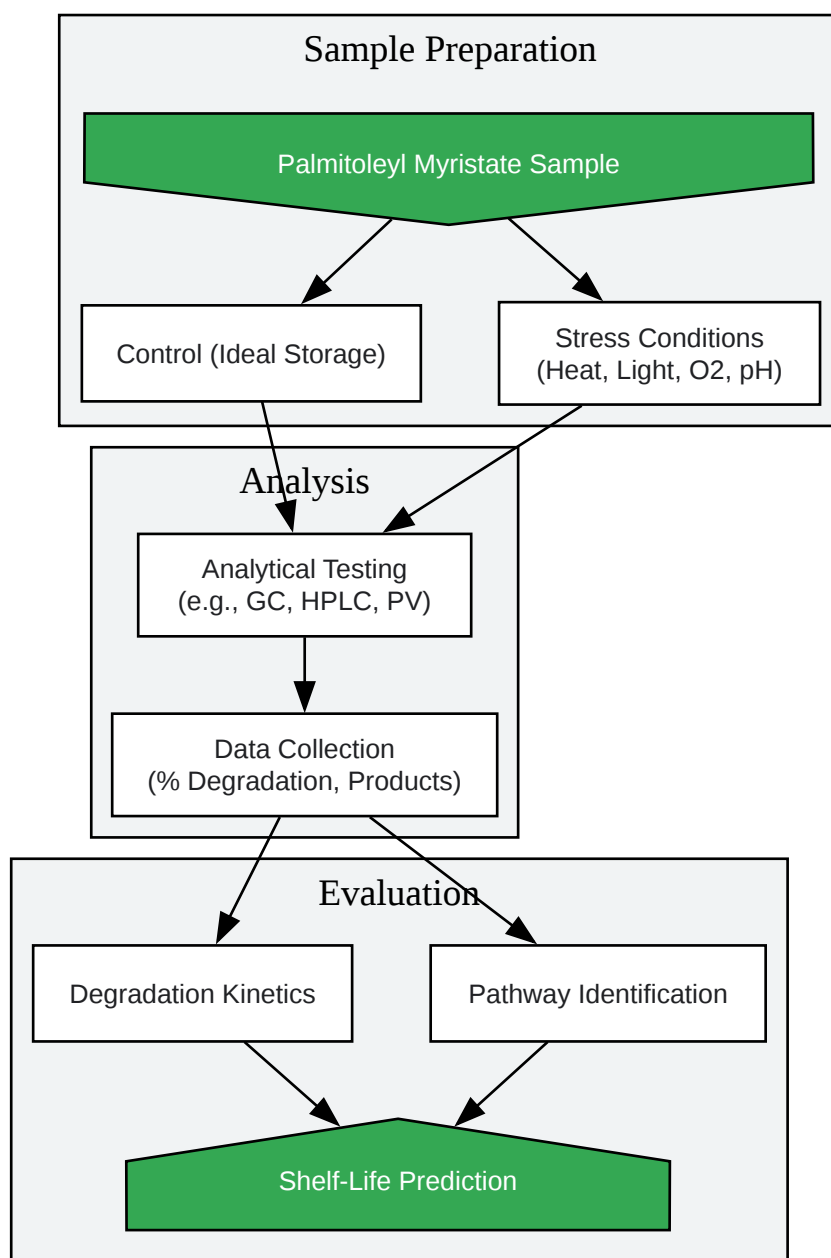 Sample Preparation
Palmitoleyl Myristate Sample
Control (Ideal Storage)
Stress Conditions
(Heat, Light, O2, pH)
Analysis
Analytical Testing
(e.g., GC, HPLC, PV)
Data Collection
(% Degradation, Products)
Evaluation
Degradation Kinetics
Pathway Identification
Shelf-Life Prediction